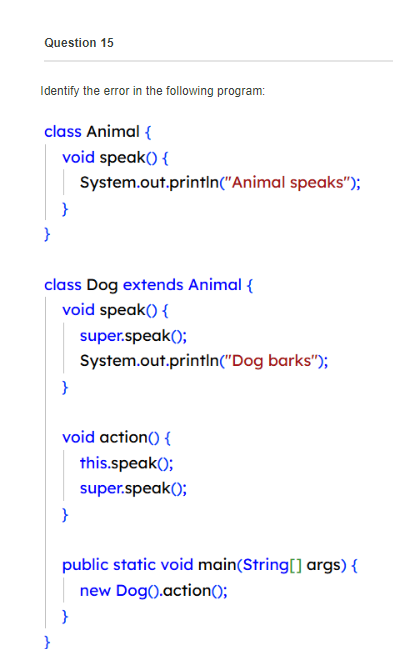 Question 15
Identify the error in the following program:
class Animal {
void speak() {
System.out.println("Animal speaks");
}
}
class Dog extends Animal {
void speak() {
super.speak();
System.out.println("Dog barks");
}
void action() {
this.speak();
super.speak();
}
public static void main(String[] args) {
new Dog().action();
}
}